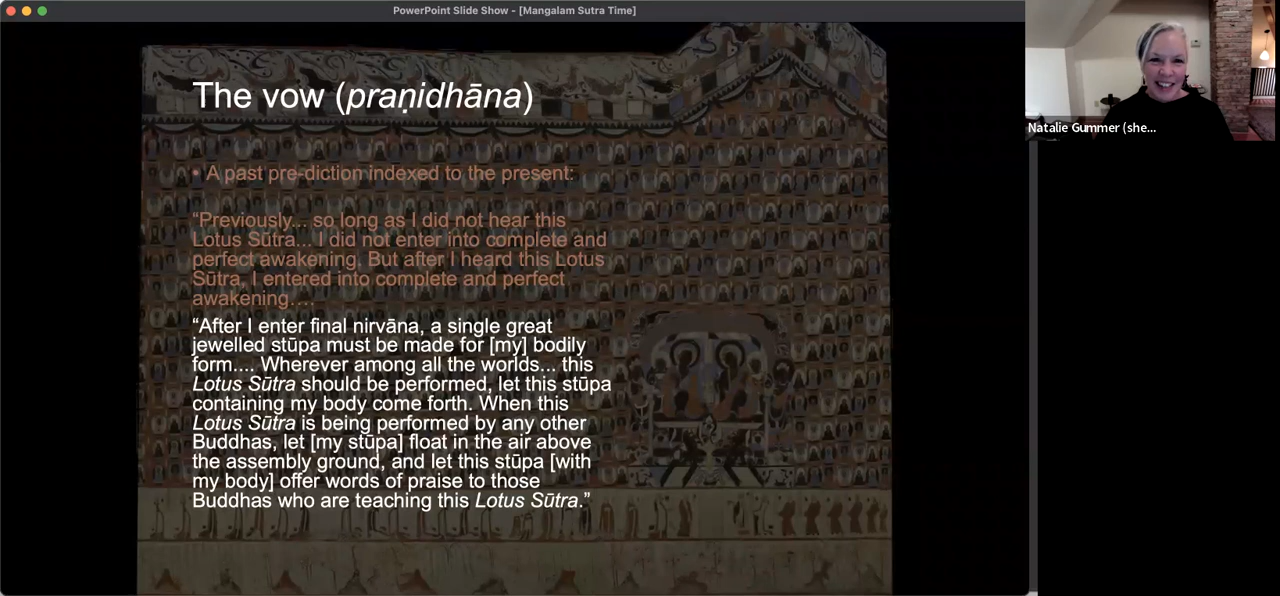 PowerPoint Slide Show - [Mangalam Sutra Time]
The vow (praṇidhāna)
• A past pre-diction indexed to the present:
“Previously... so long as I did not hear this
Lotus Sūtra... I did not enter into complete and
perfect awakening. But after I heard this Lotus
Sūtra, I entered into complete and perfect
awakening....
“After I enter final nirvāna, a single great
jewelled stūpa must be made for [my] bodily
form.... Wherever among all the worlds... this
Lotus Sūtra should be performed, let this stūpa
containing my body come forth. When this
Lotus Sūtra is being performed by any other
Buddhas, let [my stūpa] float in the air above
the assembly ground, and let this stūpa [with
my body] offer words of praise to those
Buddhas who are teaching this Lotus Sūtra.”
Natalie Gummer (she...